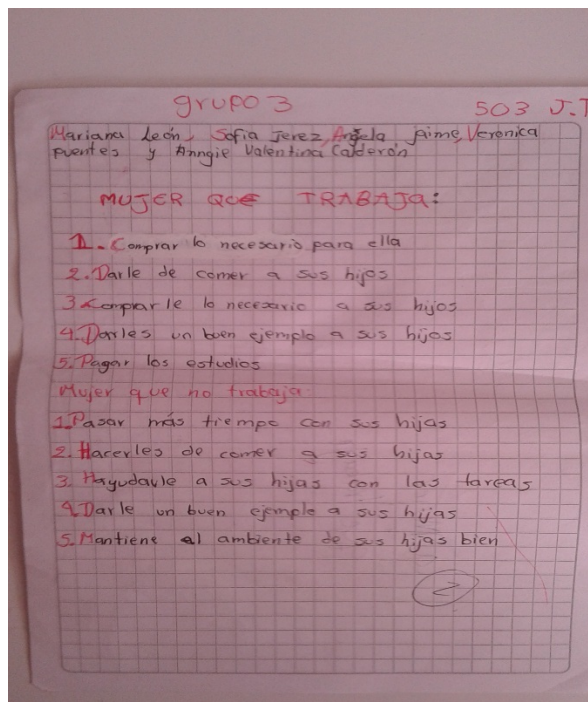 grupo 3
503 J.T
Mariana León, Sofia Jerez, Angela jaime, Veronica
puentes y Anngie Valentina Calderón
MUJER QUE TRABAJA:
1. Comprar lo necesario para ella
2. Darle de comer a sus hijos
3 Comprarle lo necesario a sus hijos
4. Darles un buen ejemplo a sus hijos
5. Pagar los estudios
Mujer que no trabaja
1. Pasar más tiempo con sus hijas
2. Hacerles de comer a sus hijas
3. Hayudarle a sus hijas con las tareas
4. Darle un buen ejemplo a sus hijas
5. Mantiene al ambiente de sus hijas bien
2